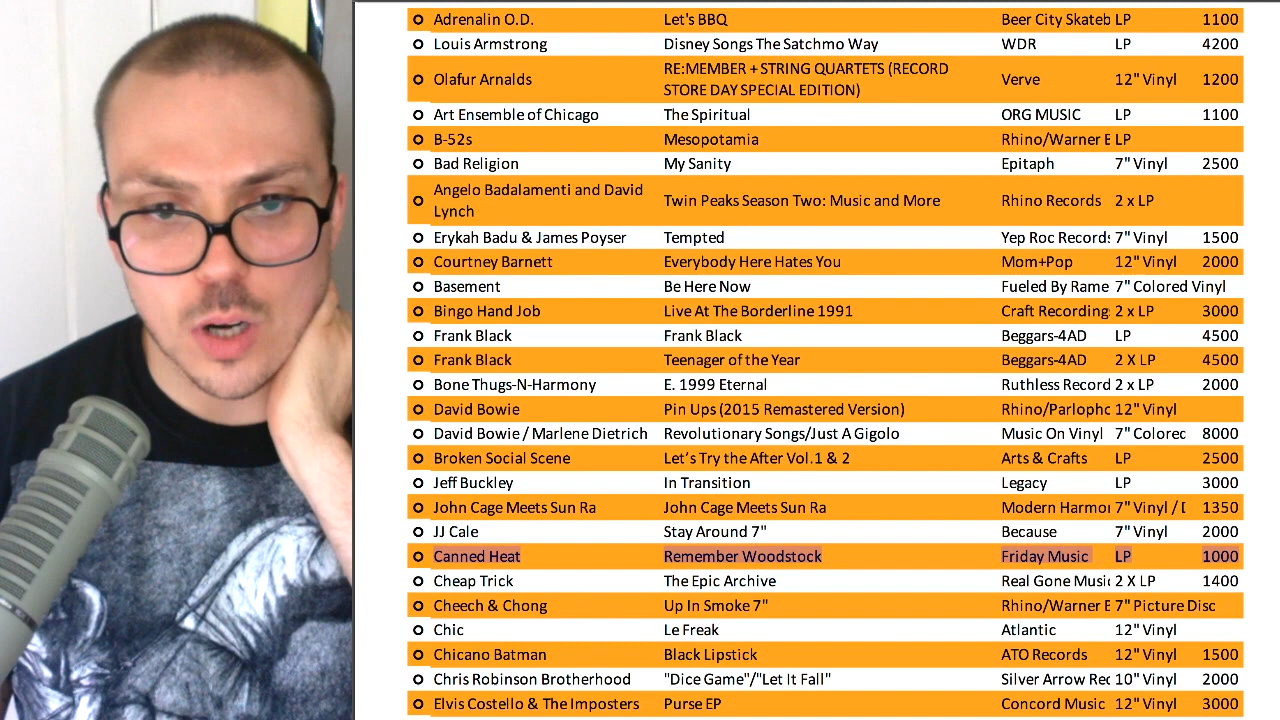 Adrenalin O.D. Let's BBQ Beer City Skateb LP 1100
Louis Armstrong Disney Songs The Satchmo Way WDR LP 4200
Olafur Arnalds RE:MEMBER + STRING QUARTETS (RECORD STORE DAY SPECIAL EDITION) Verve 12" Vinyl 1200
Art Ensemble of Chicago The Spiritual ORG MUSIC LP 1100
B-52s Mesopotamia Rhino/Warner B LP
Bad Religion My Sanity Epitaph 7" Vinyl 2500
Angelo Badalamenti and David Lynch Twin Peaks Season Two: Music and More Rhino Records 2 x LP
Erykah Badu & James Poyser Tempted Yep Roc Records 7" Vinyl 1500
Courtney Barnett Everybody Here Hates You Mom+Pop 12" Vinyl 2000
Basement Be Here Now Fueled By Rame 7" Colored Vinyl
Bingo Hand Job Live At The Borderline 1991 Craft Recording 2 x LP 3000
Frank Black Frank Black Beggars-4AD LP 4500
Frank Black Teenager of the Year Beggars-4AD 2 X LP 4500
Bone Thugs-N-Harmony E. 1999 Eternal Ruthless Record 2 x LP 2000
David Bowie Pin Ups (2015 Remastered Version) Rhino/Parlopho 12" Vinyl
David Bowie / Marlene Dietrich Revolutionary Songs/Just A Gigolo Music On Vinyl 7" Colorec 8000
Broken Social Scene Let's Try the After Vol.1 & 2 Arts & Crafts LP 2500
Jeff Buckley In Transition Legacy LP 3000
John Cage Meets Sun Ra John Cage Meets Sun Ra Modern Harmo 7" Vinyl / D 1350
JJ Cale Stay Around 7" Because 7" Vinyl 2000
Canned Heat Remember Woodstock Friday Music LP 1000
Cheap Trick The Epic Archive Real Gone Music 2 X LP 1400
Cheech & Chong Up In Smoke 7" Rhino/Warner B 7" Picture Disc
Chic Le Freak Atlantic 12" Vinyl
Chicano Batman Black Lipstick ATO Records 12" Vinyl 1500
Chris Robinson Brotherhood "Dice Game"/"Let It Fall" Silver Arrow Rec 10" Vinyl 2000
Elvis Costello & The Imposters Purse EP Concord Music 12" Vinyl 3000